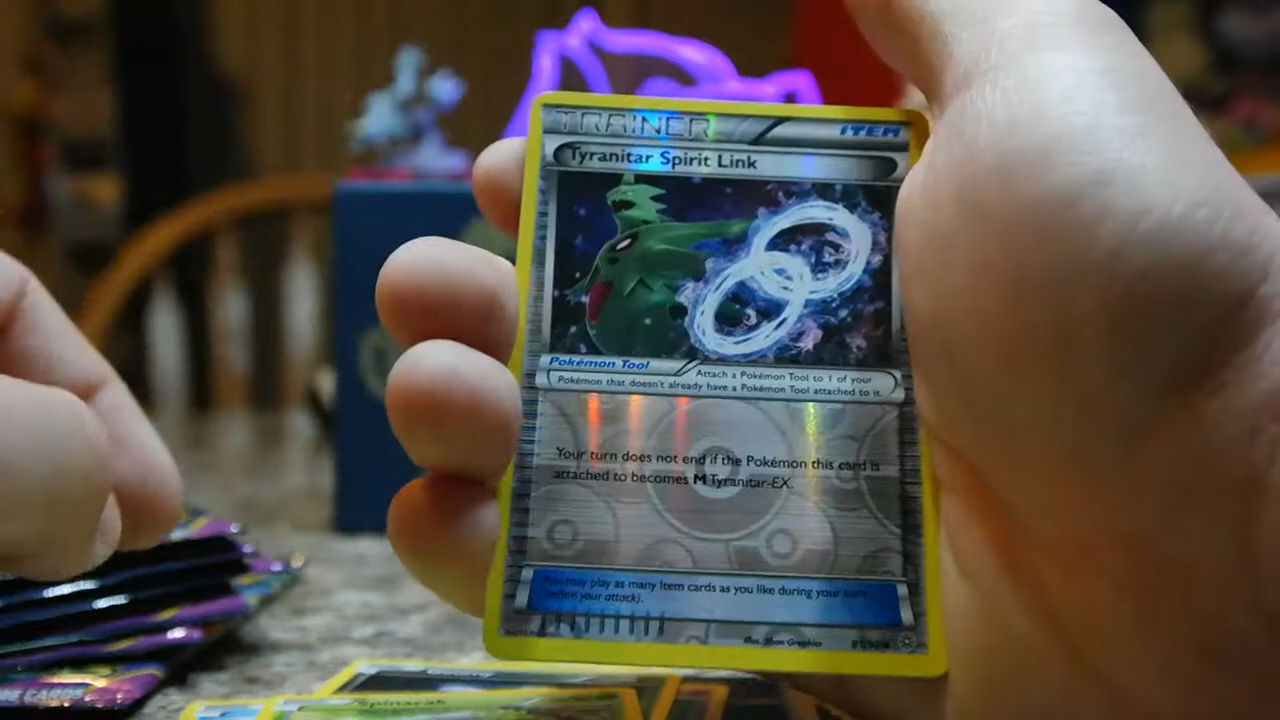 TRAINER
ITEM
Tyranitar Spirit Link
Pokémon Tool
Attach a Pokémon Tool to 1 of your
Pokémon that doesn't already have a Pokémon Tool attached to it.
Your turn does not end if the Pokémon this card is
attached to becomes M Tyranitar-EX.
You may play as many Item cards as you like during your turn
(before your attack).
Illus. 5ban Graphics
Spinarak
CARDS